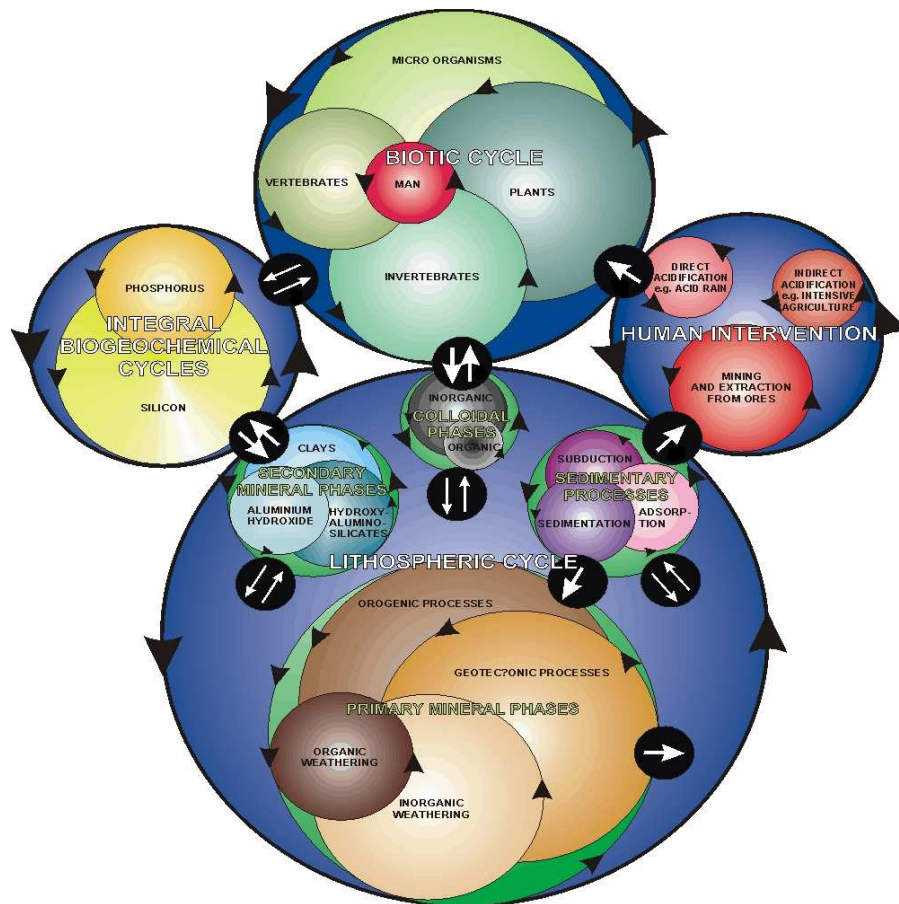 MICRO ORGANISMS
BIOTIC CYCLE
VERTEBRATES
MAN
PLANTS
INVERTEBRATES
PHOSPHORUS
INTEGRAL
BIOGEOCHEMICAL
CYCLES
SILICON
DIRECT
ACIDIFICATION
e.g. ACID RAIN
INDIRECT
ACIDIFICATION
e.g. INTENSIVE
AGRICULTURE
HUMAN INTERVENTION
MINING
AND EXTRACTION
FROM ORES
INORGANIC
COLLOIDAL
PHASES
ORGANIC
CLAYS
SECONDARY
MINERAL PHASES
ALUMINIUM
HYDROXIDE
HYDROXY-
ALUMINO-
SILICATES
SUBDUCTION
SEDIMENTARY
PROCESSES
SEDIMENTATION
ADSORP-
TION
LITHOSPHERIC CYCLE
OROGENIC PROCESSES
GEOTEC?ONIC PROCESSES
PRIMARY MINERAL PHASES
ORGANIC
WEATHERING
INORGANIC
WEATHERING